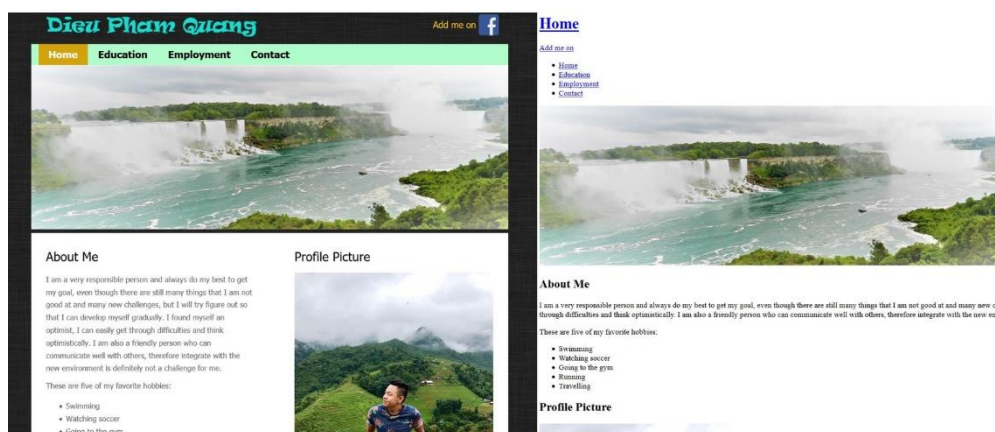 Dieu Pham Quang
Add me on f
Home Education Employment Contact
About Me
I am a very responsible person and always do my best to get
my goal, even though there are still many things that I am not
good at and many new challenges, but I will try figure out so
that I can develop myself gradually. I found myself an
optimist, I can easily get through difficulties and think
optimistically. I am also a friendly person who can
communicate well with others, therefore integrate with the
new environment is definitely not a challenge for me.
These are five of my favorite hobbies:
Swimming
Watching soccer
Going to the gym
Profile Picture
Home
Add me on
Home
Education
Employment
Contact
About Me
I am a very responsible person and always do my best to get my goal, even though there are still many things that I am not good at and many new
through difficulties and think optimistically. I am also a friendly person who can communicate well with others, therefore integrate with the new
These are five of my favorite hobbies:
Swimming
Watching soccer
Going to the gym
Running
Travelling
Profile Picture